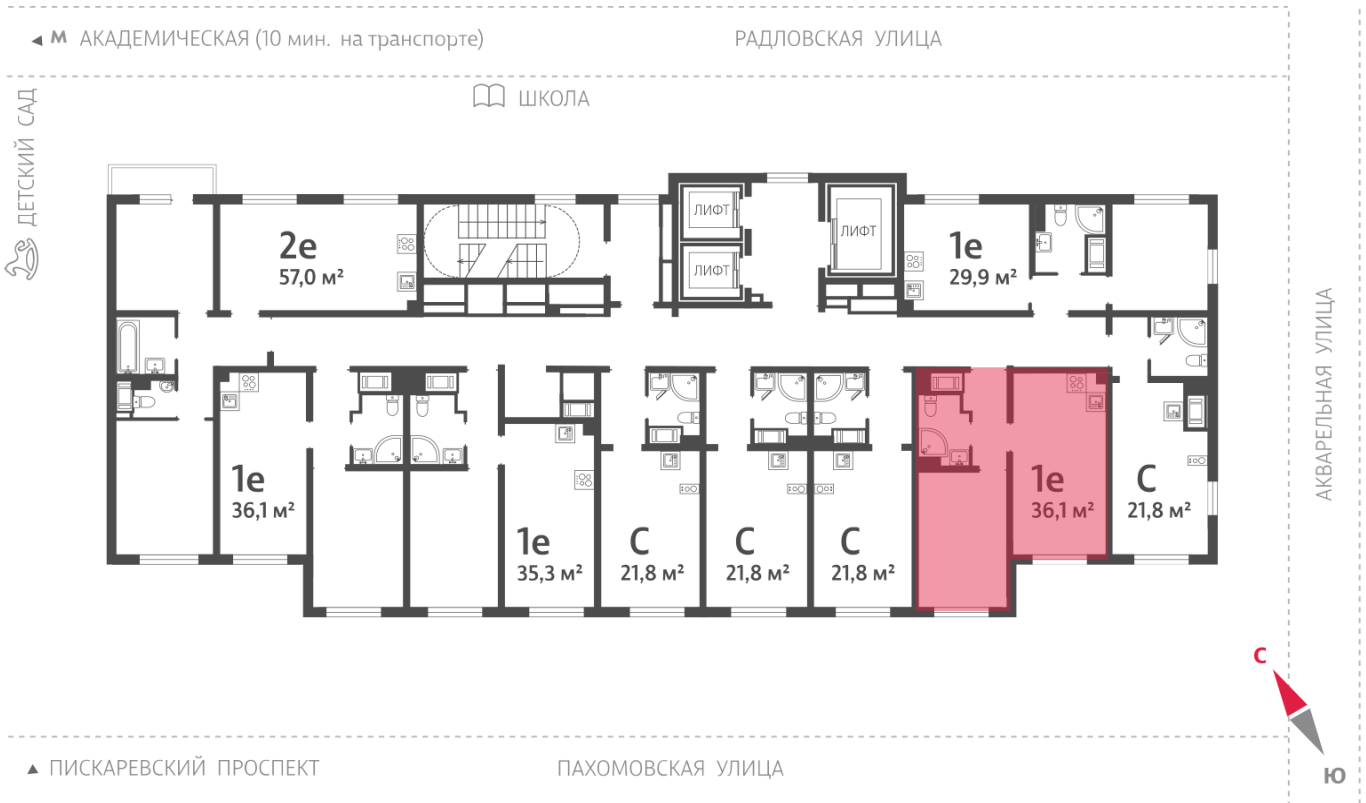 М АКАДЕМИЧЕСКАЯ (10 мин. на транспорте)
РАДЛОВСКАЯ УЛИЦА
ШКОЛА
ДЕТСКИЙ САД
ЛИФТ
ЛИФТ
ЛИФТ
2е
57,0 м²
1е
29,9 м²
АКВАРЕЛЬНАЯ УЛИЦА
1е
36,1 м²
1е
35,3 м²
С
21,8 м²
С
21,8 м²
С
21,8 м²
1е
36,1 м²
С
21,8 м²
С
Ю
ПИСКАРЕВСКИЙ ПРОСПЕКТ
ПАХОМОВСКАЯ УЛИЦА